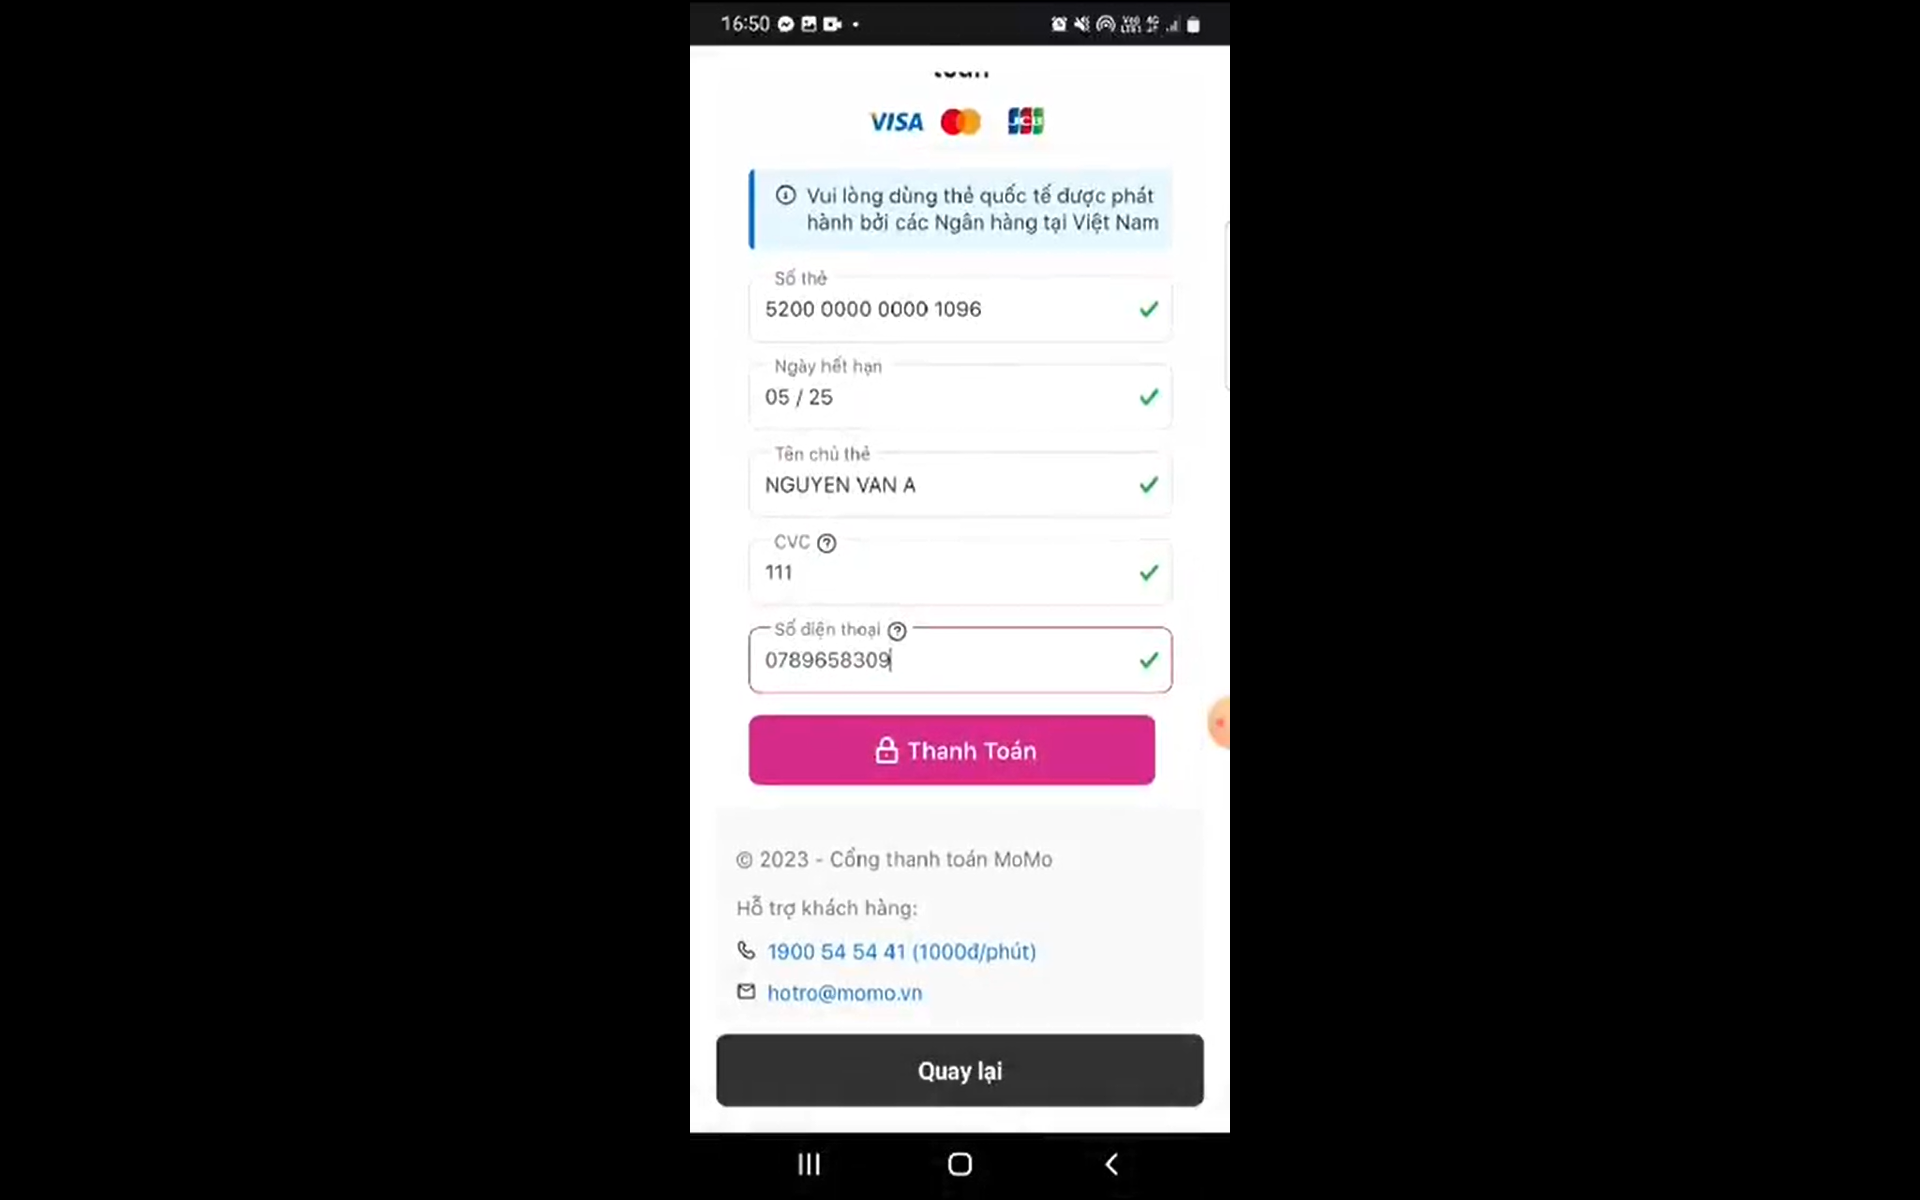 16:50
VISA JCB
Vui lòng dùng thẻ quốc tế được phát
hành bởi các Ngân hàng tại Việt Nam
Số thẻ
5200 0000 0000 1096
Ngày hết hạn
05 / 25
Tên chủ thẻ
NGUYEN VAN A
CVC
111
Số điện thoại
0789658309
Thanh Toán
© 2023 - Cổng thanh toán MoMo
Hỗ trợ khách hàng:
1900 54 54 41 (1000đ/phút)
hotro@momo.vn
Quay lại